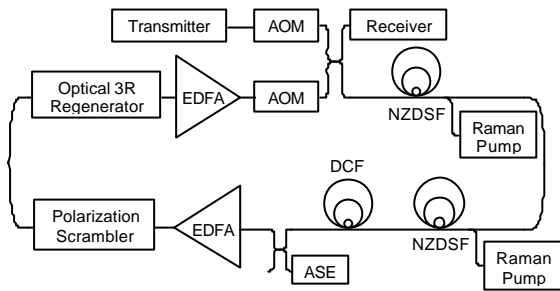 Transmitter
AOM
Receiver
Optical 3R
Regenerator
EDFA
AOM
NZDSF
Raman
Pump
DCF
Polarization
Scrambler
EDFA
NZDSF
ASE
Raman
Pump